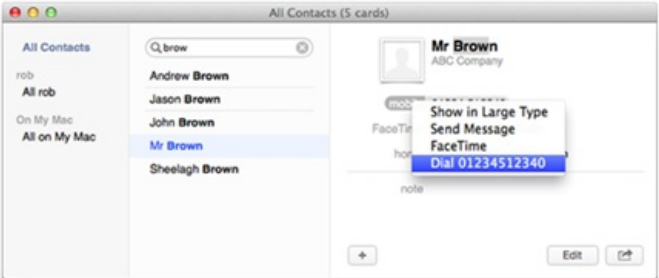 All Contacts (5 cards)
All Contacts
rob
All rob
On My Mac
All on My Mac
brow
Andrew Brown
Jason Brown
John Brown
Mr Brown
Sheelagh Brown
Mr Brown
ABC Company
Show in Large Type
Send Message
FaceTime
Dial 01234512340
note
+
Edit